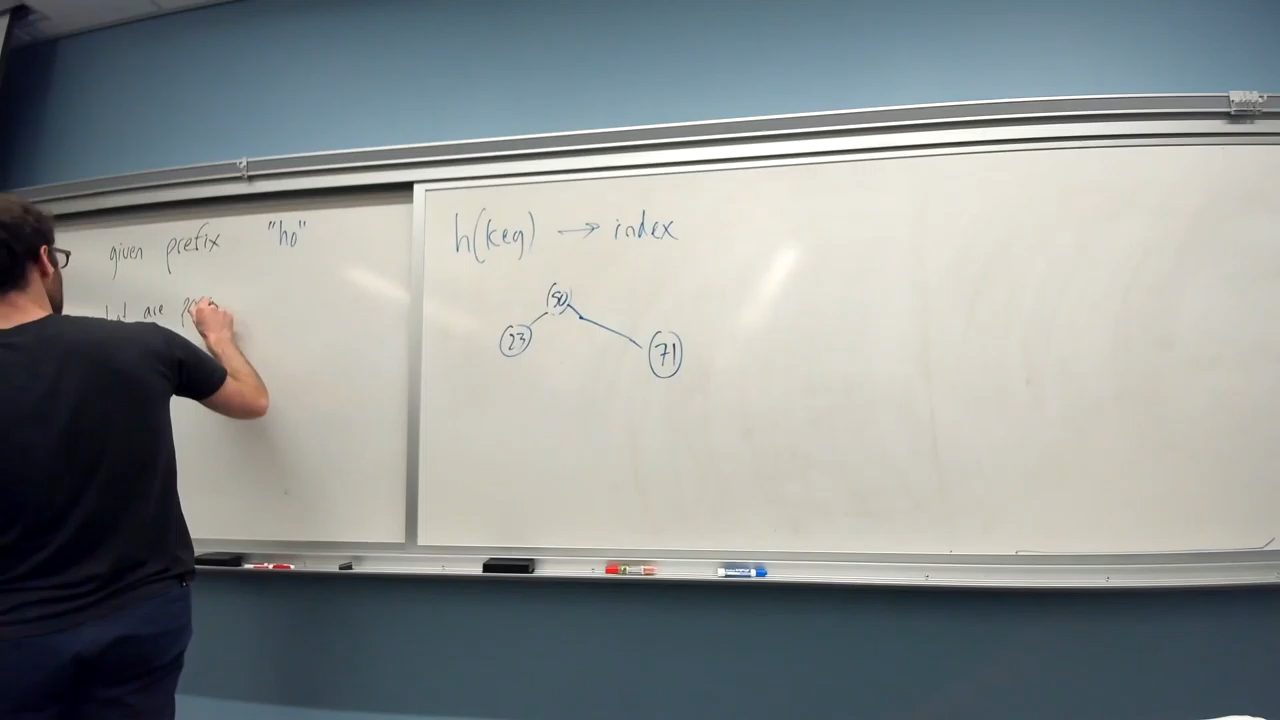 given prefix "ho"
are
h(key) → index
50
23
71